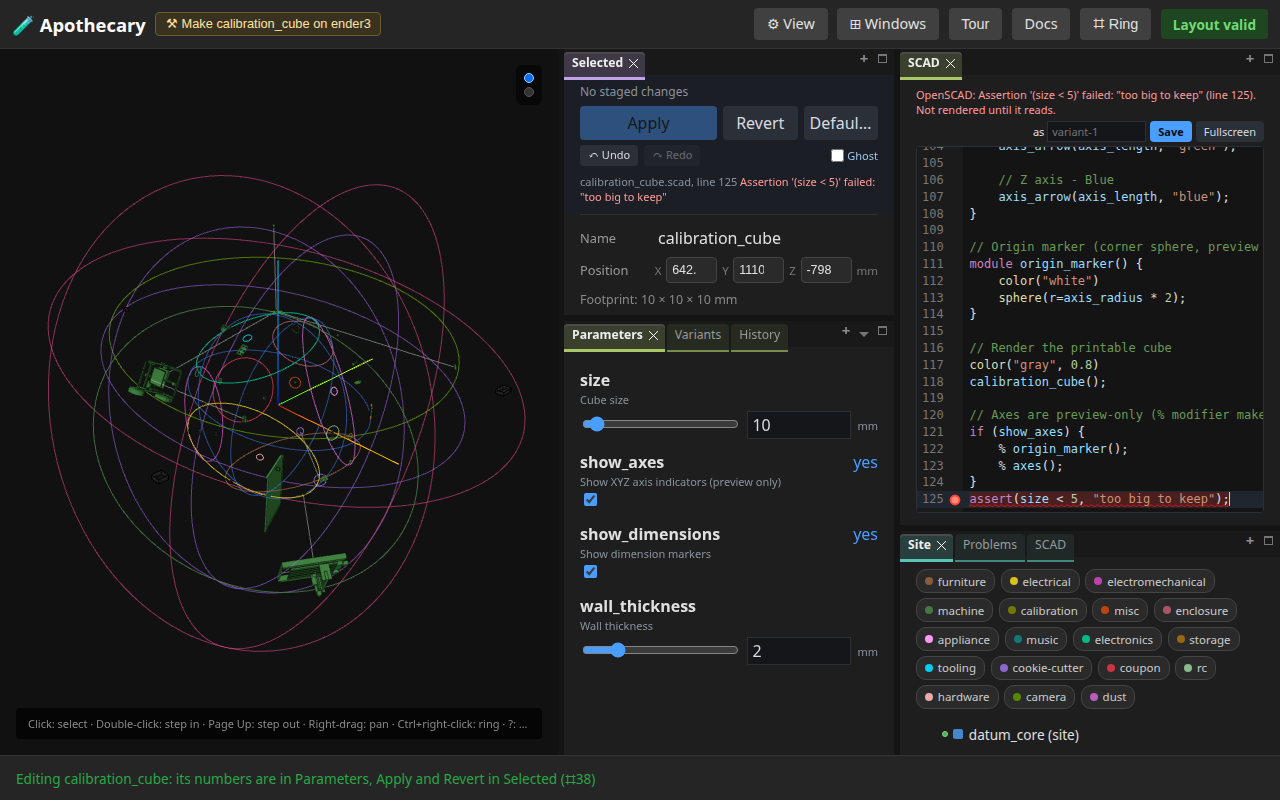 🧪 Apothecary
⚒ Make calibration_cube on ender3
⚙ View
⊞ Windows
Tour
Docs
⌗ Ring
Layout valid
Click: select · Double-click: step in · Page Up: step out · Right-drag: pan · Ctrl+right-click: ring · ?: ...
Selected
No staged changes
Apply
Revert
Defaul...
↶ Undo
↷ Redo
Ghost
calibration_cube.scad, line 125 Assertion '(size < 5)' failed:
"too big to keep"
Name calibration_cube
Position X 642. Y 1110 Z -798 mm
Footprint: 10 × 10 × 10 mm
Parameters
Variants
History
size
Cube size
10 mm
show_axes yes
Show XYZ axis indicators (preview only)
show_dimensions yes
Show dimension markers
wall_thickness
Wall thickness
2 mm
SCAD
OpenSCAD: Assertion '(size < 5)' failed: "too big to keep" (line 125).
Not rendered until it reads.
as variant-1 Save Fullscreen
104 axis_arrow(axis_length, "green");
105
106 // Z axis - Blue
107 axis_arrow(axis_length, "blue");
108 }
109
110 // Origin marker (corner sphere, preview
111 module origin_marker() {
112 color("white")
113 sphere(r=axis_radius * 2);
114 }
115
116 // Render the printable cube
117 color("gray", 0.8)
118 calibration_cube();
119
120 // Axes are preview-only (% modifier make
121 if (show_axes) {
122 % origin_marker();
123 % axes();
124 }
125 assert(size < 5, "too big to keep");
Site
Problems
SCAD
furniture electrical electromechanical
machine calibration misc enclosure
appliance music electronics storage
tooling cookie-cutter coupon rc
hardware camera dust
datum_core (site)
Editing calibration_cube: its numbers are in Parameters, Apply and Revert in Selected (⌗38)